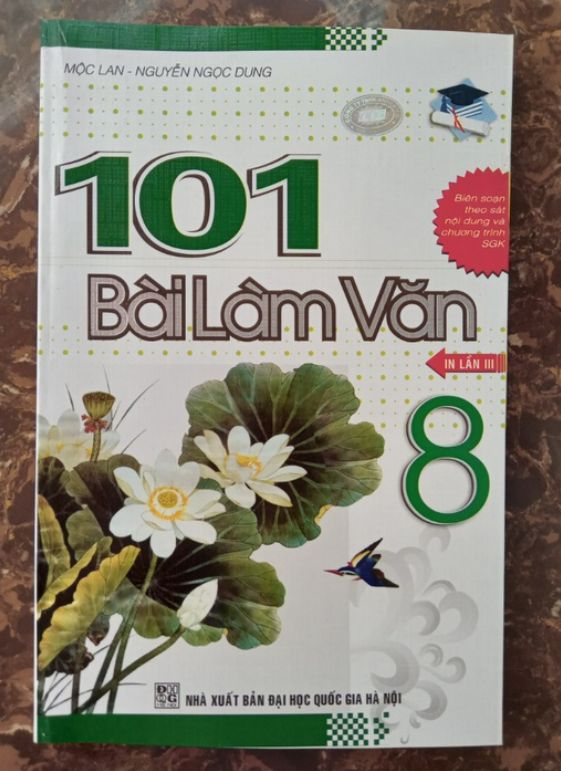 MỘC LAN - NGUYỄN NGỌC DUNG
101
Biên soạn
theo sát
nội dung và
chương trình
SGK
Bài Làm Văn
IN LẦN III
8
NHÀ XUẤT BẢN ĐẠI HỌC QUỐC GIA HÀ NỘI